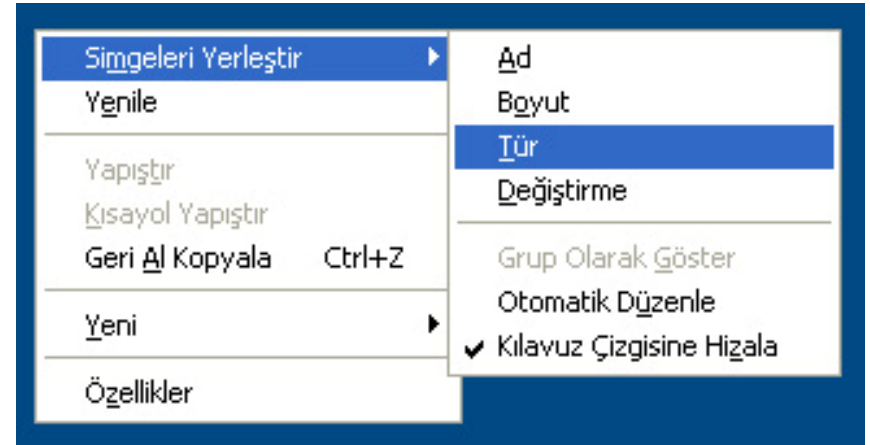 Simgeleri Yerleştir
Yenile
Yapıştır
Kısayol Yapıştır
Geri Al Kopyala Ctrl+Z
Yeni
Özellikler
Ad
Boyut
Tür
Değiştirme
Grup Olarak Göster
Otomatik Düzenle
Kılavuz Çizgisine Hizala